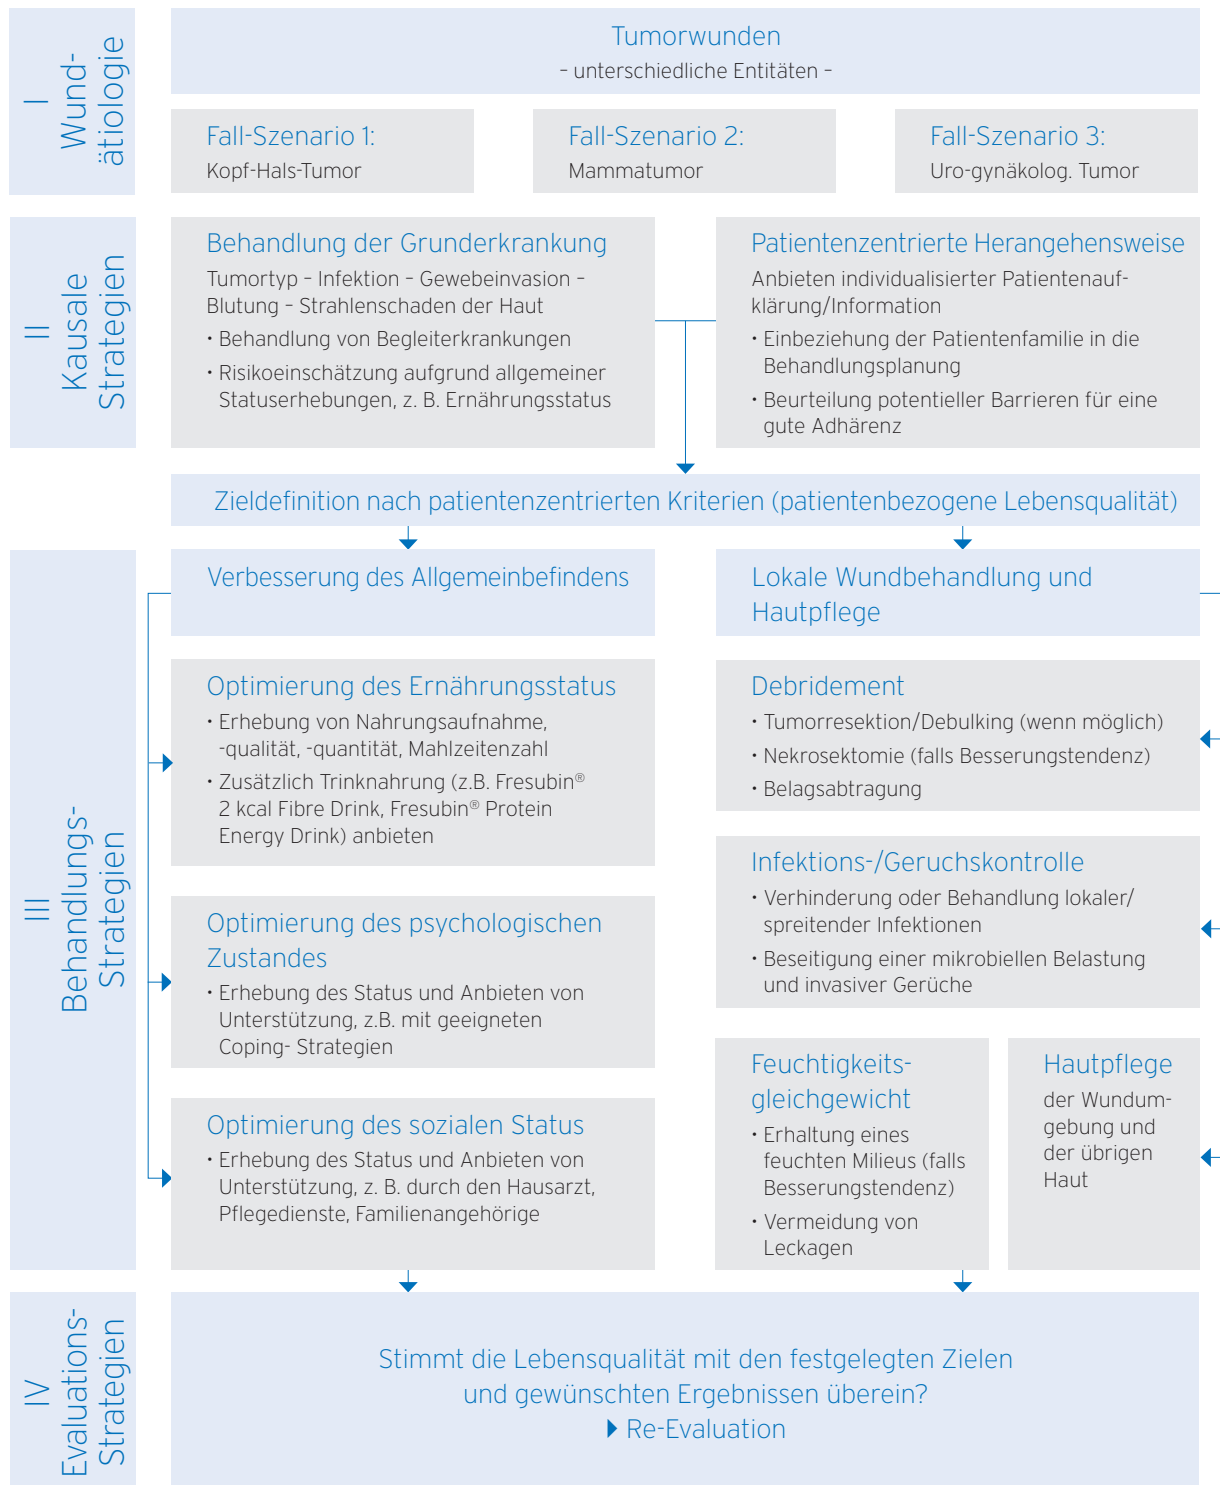 I
Wund-
ätiologie
Tumorwunden
– unterschiedliche Entitäten –
Fall-Szenario 1:
Kopf-Hals-Tumor
Fall-Szenario 2:
Mammatumor
Fall-Szenario 3:
Uro-gynäkolog. Tumor
II
Kausale
Strategien
Behandlung der Grunderkrankung
Tumortyp – Infektion – Gewebeinvasion –
Blutung – Strahlenschaden der Haut
• Behandlung von Begleiterkrankungen
• Risikoeinschätzung aufgrund allgemeiner
Statuserhebungen, z. B. Ernährungsstatus
Patientenzentrierte Herangehensweise
Anbieten individualisierter Patientenauf-
klärung/Information
• Einbeziehung der Patientenfamilie in die
Behandlungsplanung
• Beurteilung potentieller Barrieren für eine
gute Adhärenz
Zieldefinition nach patientenzentrierten Kriterien (patientenbezogene Lebensqualität)
III
Behandlungs-
Strategien
Verbesserung des Allgemeinbefindens
Optimierung des Ernährungsstatus
• Erhebung von Nahrungsaufnahme,
-qualität, -quantität, Mahlzeitenzahl
• Zusätzlich Trinknahrung (z.B. Fresubin®
2 kcal Fibre Drink, Fresubin® Protein
Energy Drink) anbieten
Optimierung des psychologischen
Zustandes
• Erhebung des Status und Anbieten von
Unterstützung, z.B. mit geeigneten
Coping- Strategien
Optimierung des sozialen Status
• Erhebung des Status und Anbieten von
Unterstützung, z. B. durch den Hausarzt,
Pflegedienste, Familienangehörige
Lokale Wundbehandlung und
Hautpflege
Debridement
• Tumorresektion/Debulking (wenn möglich)
• Nekrosektomie (falls Besserungstendenz)
• Belagsabtragung
Infektions-/Geruchskontrolle
• Verhinderung oder Behandlung lokaler/
spreitender Infektionen
• Beseitigung einer mikrobiellen Belastung
und invasiver Gerüche
Feuchtigkeits-
gleichgewicht
• Erhaltung eines
feuchten Milieus (falls
Besserungstendenz)
• Vermeidung von
Leckagen
Hautpflege
der Wundum-
gebung und
der übrigen
Haut
IV
Evaluations-
Strategien
Stimmt die Lebensqualität mit den festgelegten Zielen
und gewünschten Ergebnissen überein?
Re-Evaluation